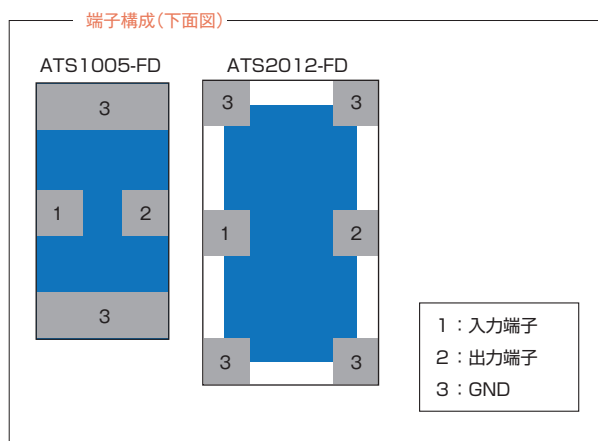 端子構成（下面図）
ATS1005-FD
3
1 2
3
ATS2012-FD
3 3
1 2
3 3
1：入力端子
2：出力端子
3：GND